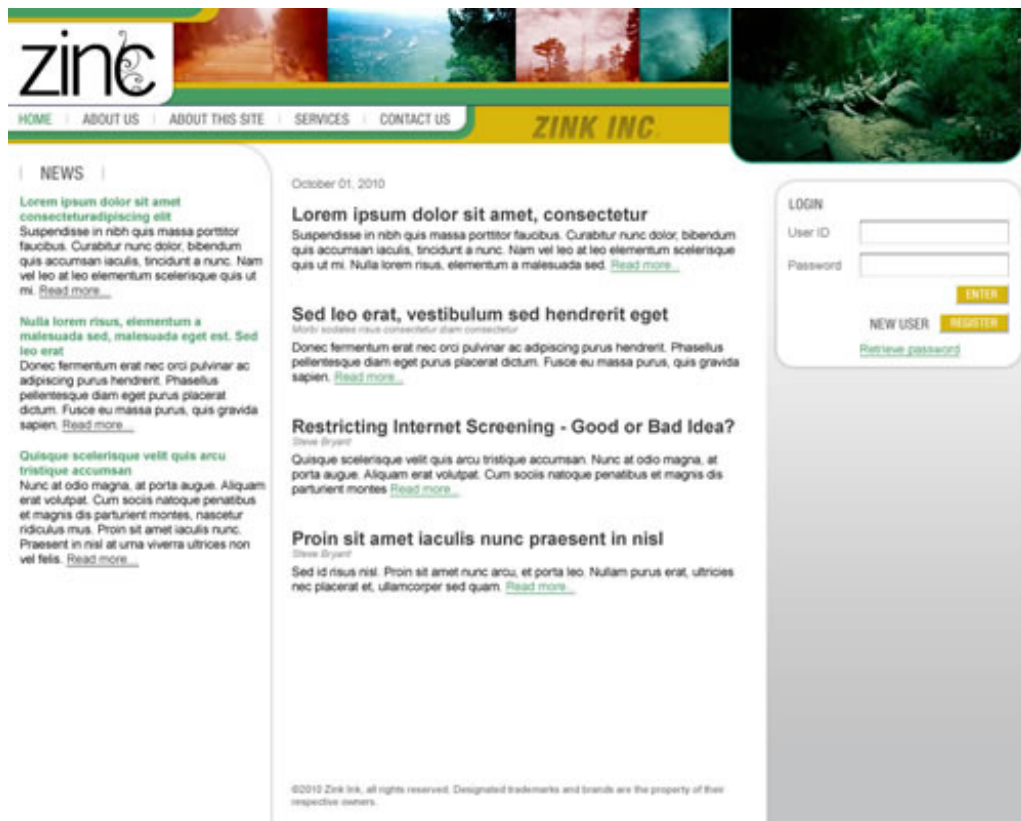 zinc
HOME
ABOUT US
ABOUT THIS SITE
SERVICES
CONTACT US
ZINK INC.
NEWS
Lorem ipsum dolor sit amet
consecteturadipiscing elit
Suspendisse in nibh quis massa porttitor
faucibus. Curabitur nunc dolor, bibendum
quis accumsan iaculis, tincidunt a nunc. Nam
vel leo at leo elementum scelerisque quis ut
mi. Read more...
Nulla lorem risus, elementum a
malesuada sed, malesuada eget est. Sed
leo erat
Donec fermentum erat nec orci pulvinar ac
adipiscing purus hendrerit. Phasellus
pellentesque diam eget purus placerat
dictum. Fusce eu massa purus, quis gravida
sapien. Read more...
Quisque scelerisque velit quis arcu
tristique accumsan
Nunc at odio magna, at porta augue. Aliquam
erat volutpat. Cum sociis natoque penatibus
et magnis dis parturient montes, nascetur
ridiculus mus. Proin sit amet iaculis nunc.
Praesent in nisl at urna viverra ultrices non
vel felis. Read more...
October 01, 2010
Lorem ipsum dolor sit amet, consectetur
Suspendisse in nibh quis massa porttitor faucibus. Curabitur nunc dolor, bibendum
quis accumsan iaculis, tincidunt a nunc. Nam vel leo at leo elementum scelerisque
quis ut mi. Nulla lorem risus, elementum a malesuada sed. Read more...
Sed leo erat, vestibulum sed hendrerit eget
Morbi sodales risus consectetur diam consectetur
Donec fermentum erat nec orci pulvinar ac adipiscing purus hendrerit. Phasellus
pellentesque diam eget purus placerat dictum. Fusce eu massa purus, quis gravida
sapien. Read more...
Restricting Internet Screening - Good or Bad Idea?
Steve Bryant
Quisque scelerisque velit quis arcu tristique accumsan. Nunc at odio magna, at
porta augue. Aliquam erat volutpat. Cum sociis natoque penatibus et magnis dis
parturient montes Read more...
Proin sit amet iaculis nunc praesent in nisl
Steve Bryant
Sed id risus nisl. Proin sit amet nunc arcu, et porta leo. Nullam purus erat, ultricies
nec placerat et, ullamcorper sed quam. Read more...
©2010 Zink Ink, all rights reserved. Designated trademarks and brands are the property of their
respective owners.
LOGIN
User ID
Password
ENTER
NEW USER REGISTER
Retrieve password